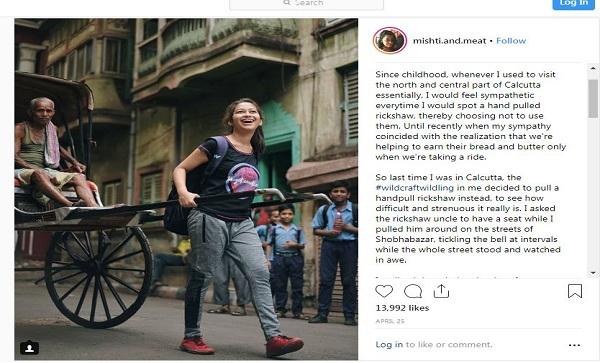 Search
Log In
mishti.and.meat • Follow
Since childhood, whenever I used to visit
the north and central part of Calcutta
essentially, I would feel sympathetic
everytime I would spot a hand pulled
rickshaw, thereby choosing not to use
them. Until recently when my sympathy
coincided with the realization that we're
helping to earn their bread and butter only
when we're taking a ride.
So last time I was in Calcutta, the
#wildcraftwildling in me decided to pull a
handpull rickshaw instead, to see how
difficult and strenuous it really is. I asked
the rickshaw uncle to have a seat while I
pulled him around on the streets of
Shobhabazar, tickling the bell at intervals
while the whole street stood and watched
in awe.
13,992 likes
APRIL 25
Log in to like or comment.